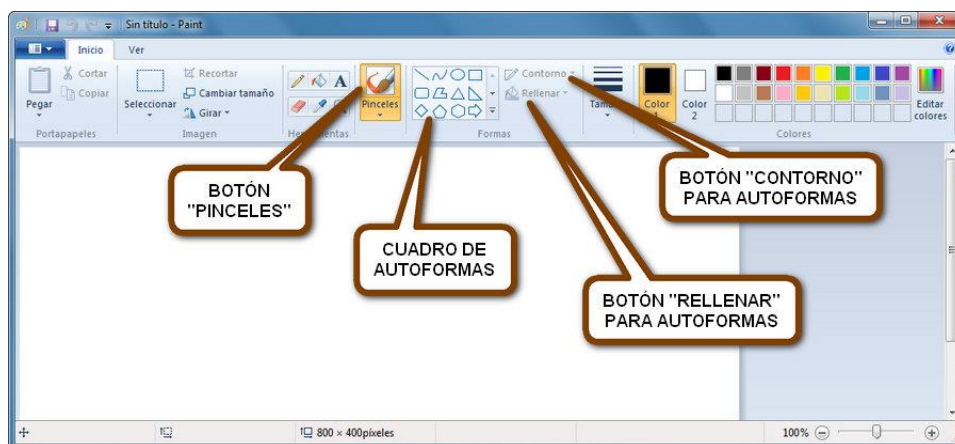 Sin título - Paint
Inicio Ver
Pegar
Cortar
Copiar
Portapapeles
Seleccionar
Recortar
Cambiar tamaño
Girar
Imagen
A
Pinceles
Contorno
Rellenar
Formas
Color
Color
2
Editar
colores
Colores
BOTÓN
"PINCELES"
CUADRO DE
AUTOFORMAS
BOTÓN "CONTORNO"
PARA AUTOFORMAS
BOTÓN "RELLENAR"
PARA AUTOFORMAS
800 × 400píxeles
100%